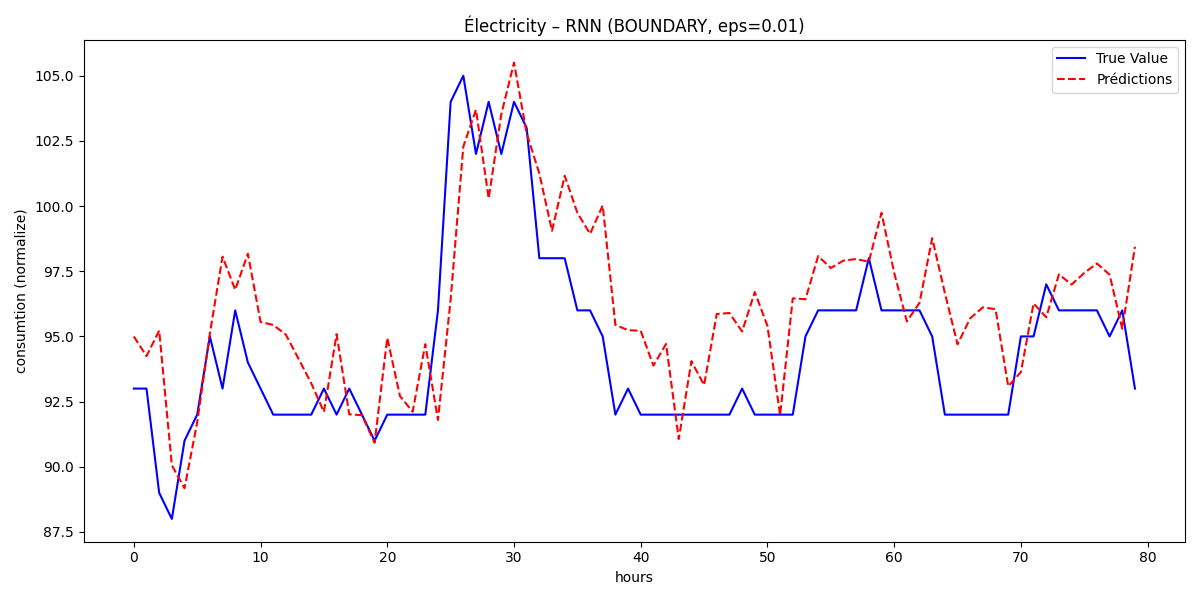 Électricity – RNN (BOUNDARY, eps=0.01)
True Value
Prédictions
consumtion (normalize)
105.0
102.5
100.0
97.5
95.0
92.5
90.0
87.5
0 10 20 30 40 50 60 70 80
hours